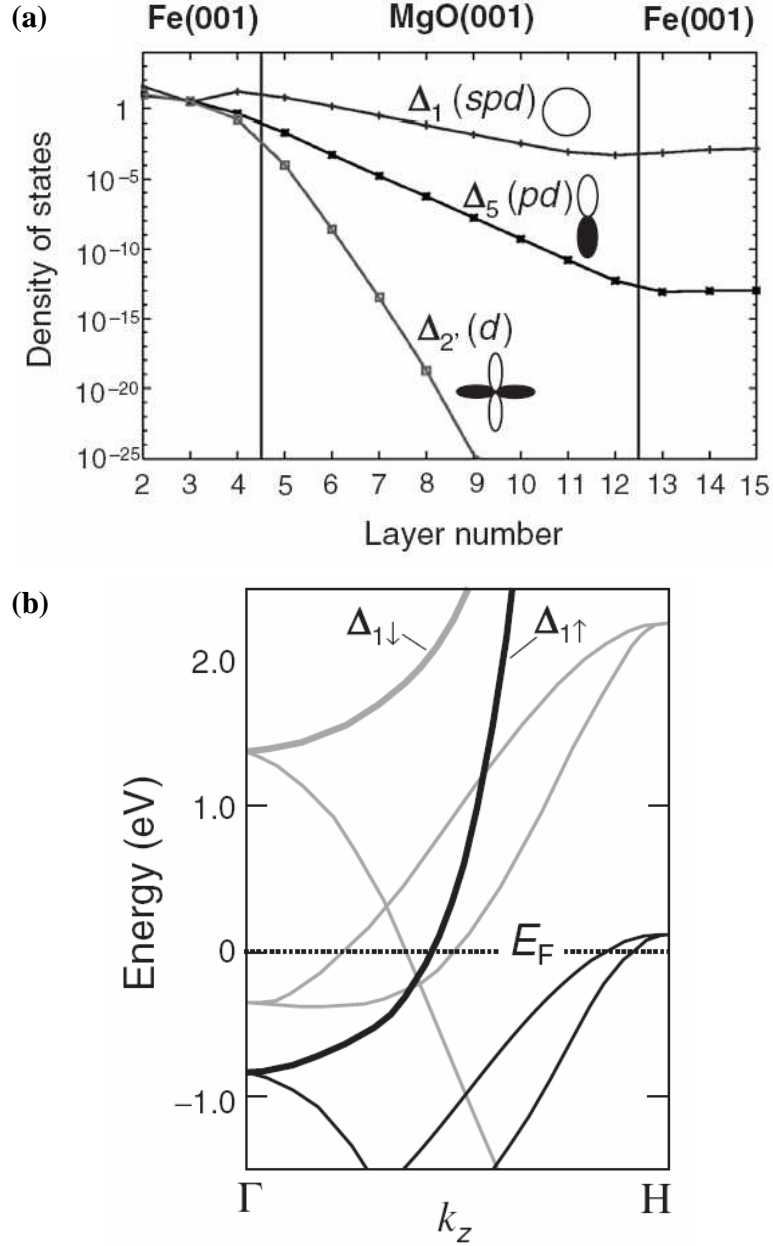 (a)
Fe(001) MgO(001) Fe(001)
Density of states
1
10⁻⁵
10⁻¹⁰
10⁻¹⁵
10⁻²⁰
10⁻²⁵
Δ₁ (spd)
Δ₅ (pd)
Δ₂' (d)
2 3 4 5 6 7 8 9 10 11 12 13 14 15
Layer number
(b)
Energy (eV)
2.0
1.0
0
−1.0
Δ₁↓
Δ₁↑
E_F
Γ
H
k_z